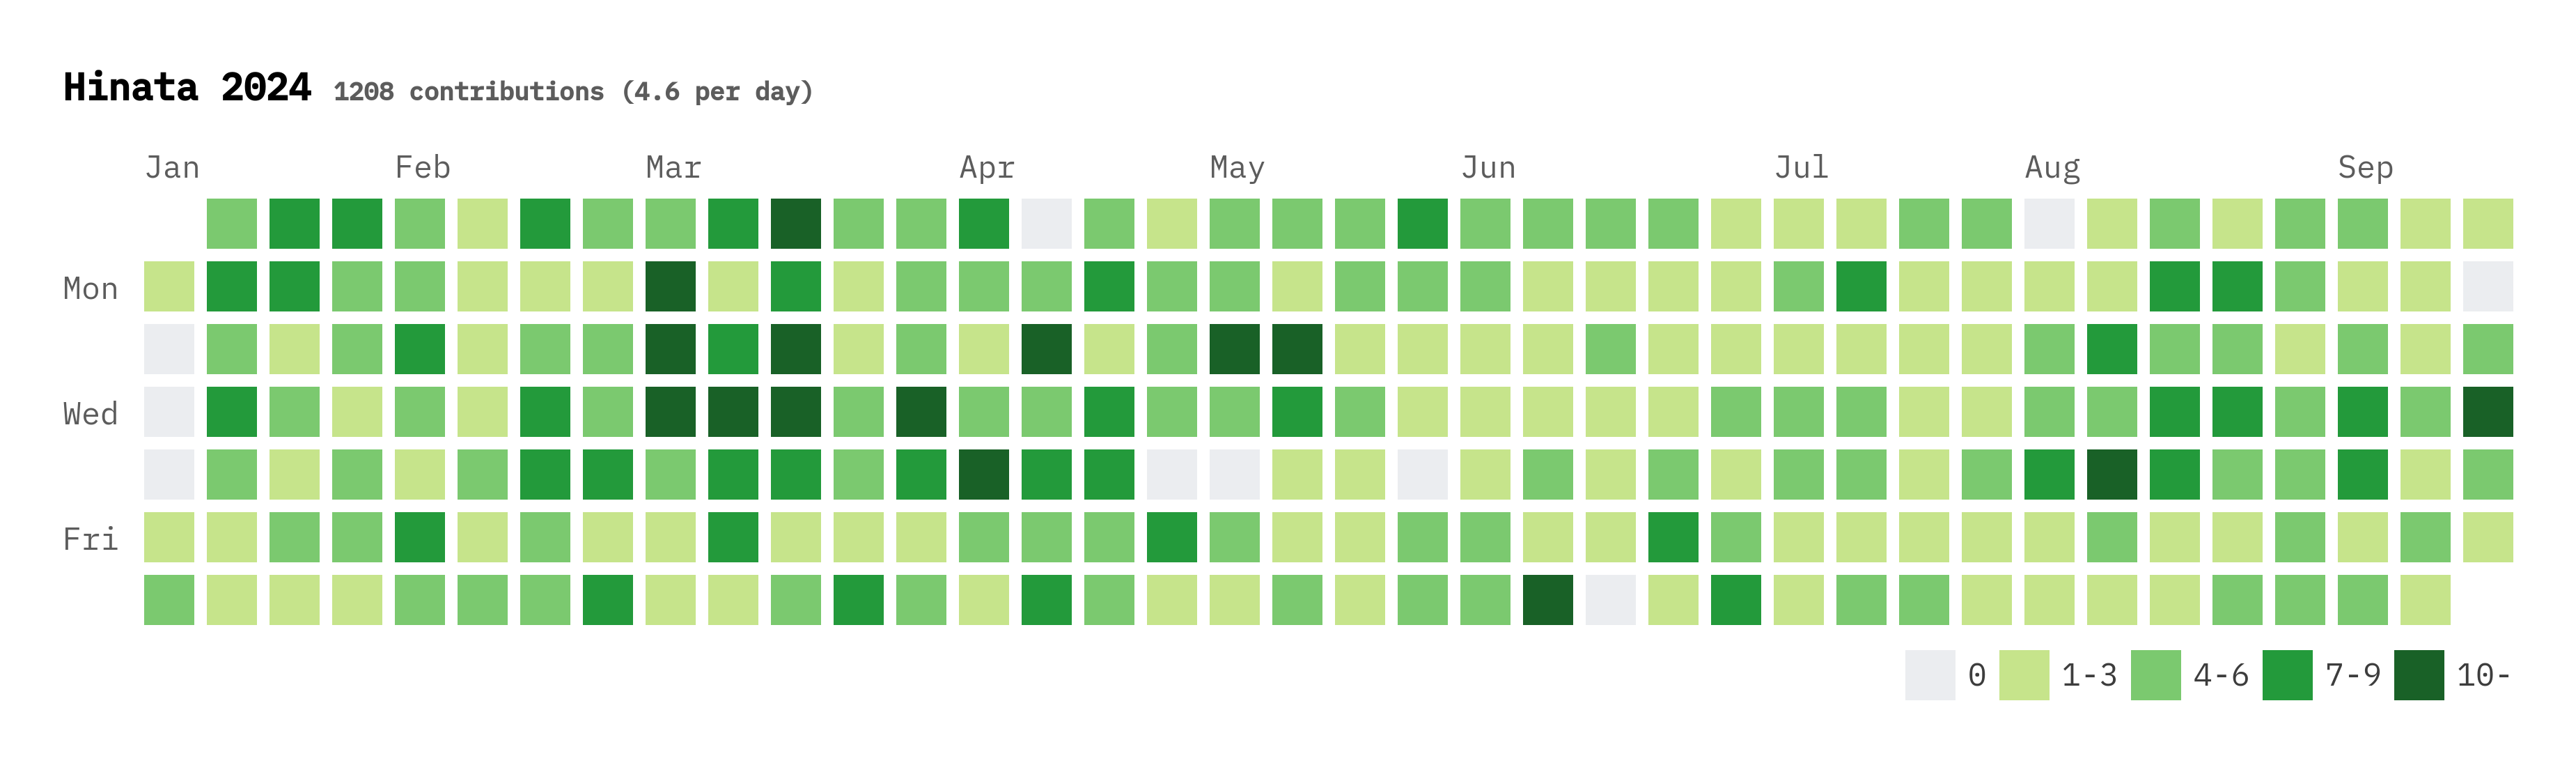 Hinata 2024 1208 contributions (4.6 per day)
Jan Feb Mar Apr May Jun Jul Aug Sep
Mon
Wed
Fri
0 1-3 4-6 7-9 10-